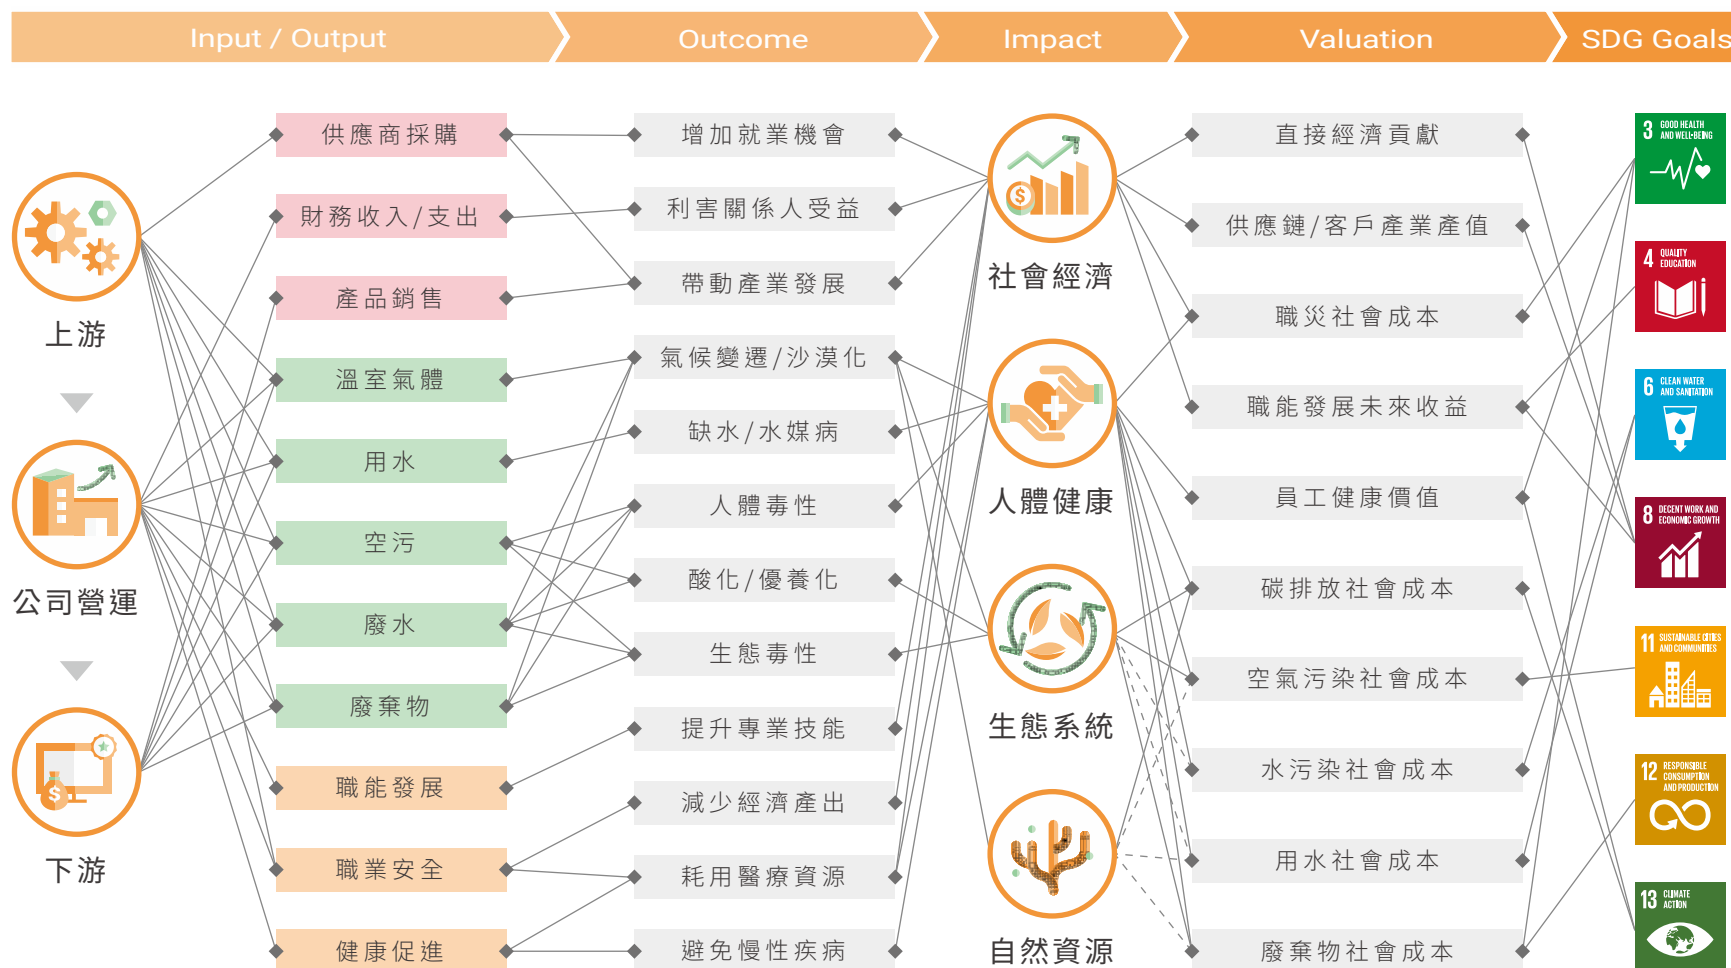 Input / Output
Outcome
Impact
Valuation
SDG Goals
上游
公司營運
下游
供應商採購
財務收入/支出
產品銷售
溫室氣體
用水
空污
廢水
廢棄物
職能發展
職業安全
健康促進
增加就業機會
利害關係人受益
帶動產業發展
氣候變遷/沙漠化
缺水/水媒病
人體毒性
酸化/優養化
生態毒性
提升專業技能
減少經濟產出
耗用醫療資源
避免慢性疾病
社會經濟
人體健康
生態系統
自然資源
直接經濟貢獻
供應鏈/客戶產業產值
職災社會成本
職能發展未來收益
員工健康價值
碳排放社會成本
空氣污染社會成本
水污染社會成本
用水社會成本
廢棄物社會成本
3 GOOD HEALTH
AND WELL-BEING
4 QUALITY
EDUCATION
6 CLEAN WATER
AND SANITATION
8 DECENT WORK AND
ECONOMIC GROWTH
11 SUSTAINABLE CITIES
AND COMMUNITIES
12 RESPONSIBLE
CONSUMPTION
AND PRODUCTION
13 CLIMATE
ACTION